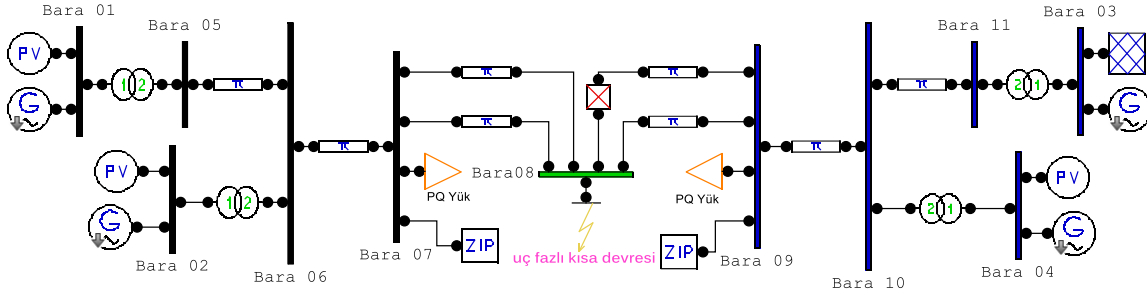 Bara 01
Bara 05
Bara 11
Bara 03
PV
1 2
π
π
π
π
2 1
G
G
π
π
π
π
PV
Bara08
PV
G
1 2
PQ Yük
PQ Yük
2 1
G
ZIP
ZIP
uç fazlı kısa devresi
Bara 02
Bara 06
Bara 07
Bara 09
Bara 10
Bara 04